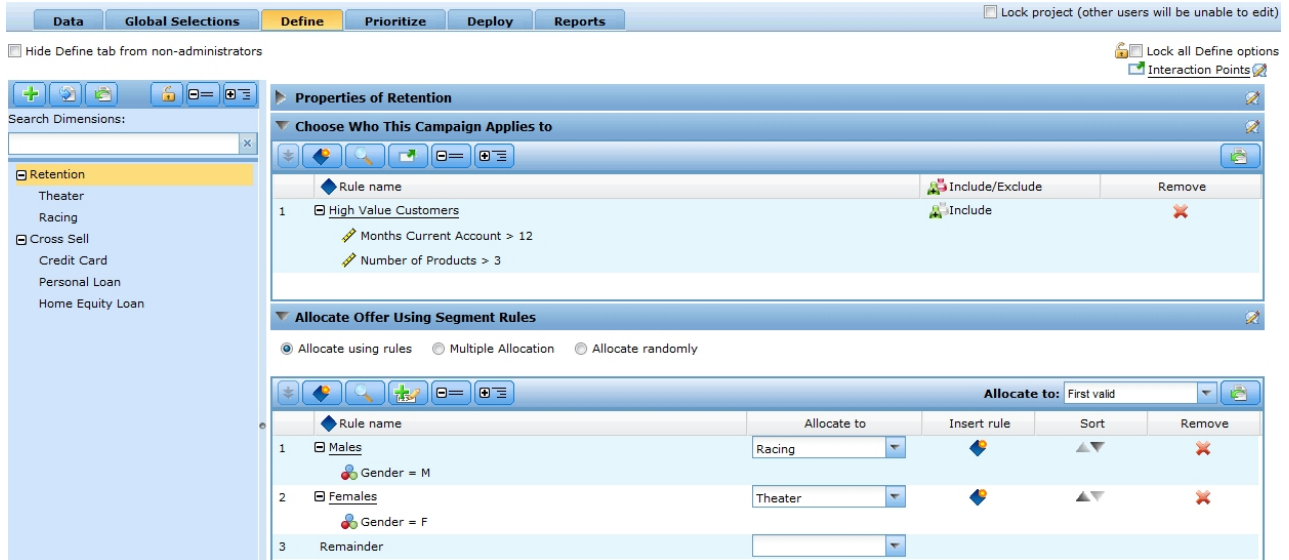 Data Global Selections Define Prioritize Deploy Reports Lock project (other users will be unable to edit)
Hide Define tab from non-administrators Lock all Define options
Interaction Points
Search Dimensions:
Retention
Theater
Racing
Cross Sell
Credit Card
Personal Loan
Home Equity Loan
Properties of Retention
Choose Who This Campaign Applies to
Rule name Include/Exclude Remove
1 High Value Customers Include
Months Current Account > 12
Number of Products > 3
Allocate Offer Using Segment Rules
Allocate using rules Multiple Allocation Allocate randomly
Allocate to: First valid
Rule name Allocate to Insert rule Sort Remove
1 Males Racing
Gender = M
2 Females Theater
Gender = F
3 Remainder